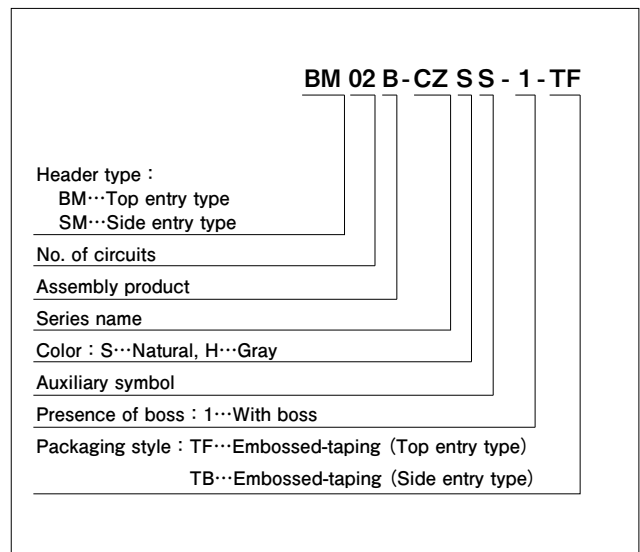 BM 02 B - CZ S S - 1 - TF
Header type：
BM…Top entry type
SM…Side entry type
No. of circuits
Assembly product
Series name
Color：S…Natural, H…Gray
Auxiliary symbol
Presence of boss：1…With boss
Packaging style：TF…Embossed-taping (Top entry type)
TB…Embossed-taping (Side entry type)